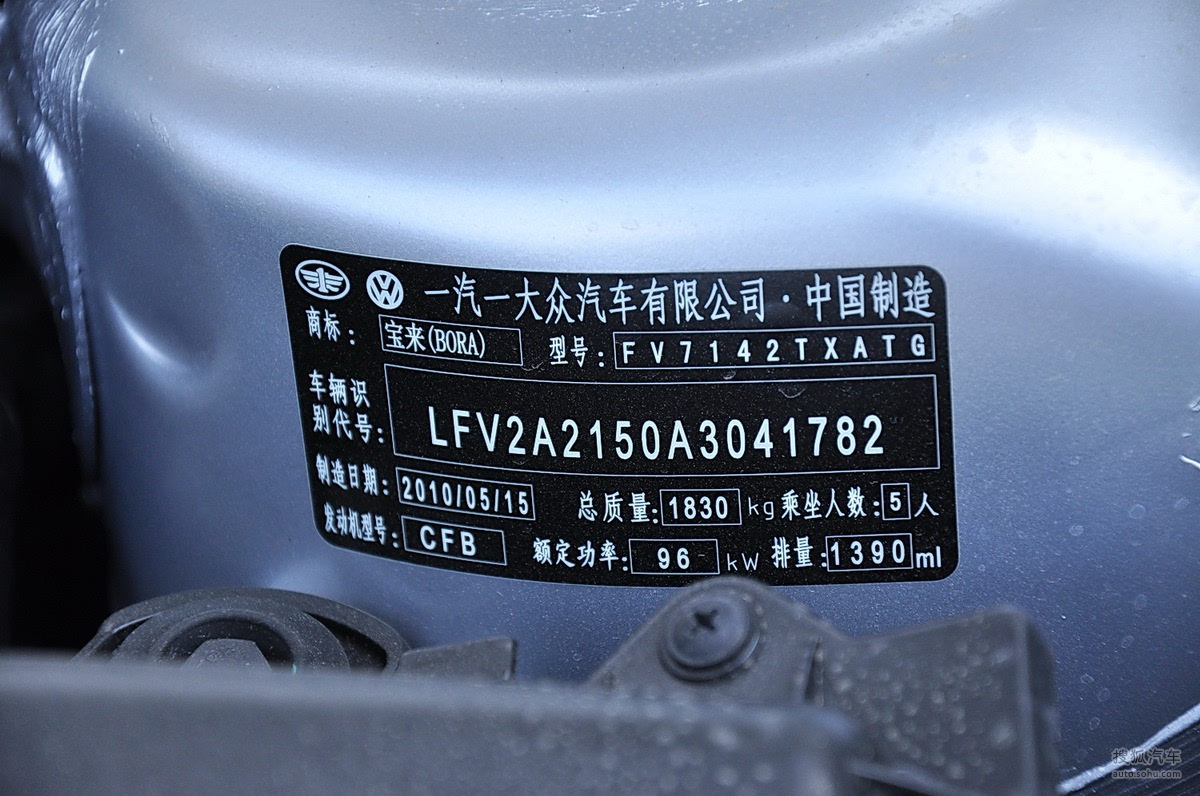 一汽一大众汽车有限公司·中国制造
商标: 宝来(BORA) 型号: FV7142TXATG
车辆识别代号: LFV2A2150A3041782
制造日期: 2010/05/15 总质量: 1830 kg 乘坐人数: 5 人
发动机型号: CFB 额定功率: 96 kW 排量: 1390 ml
搜狐汽车
auto.sohu.com